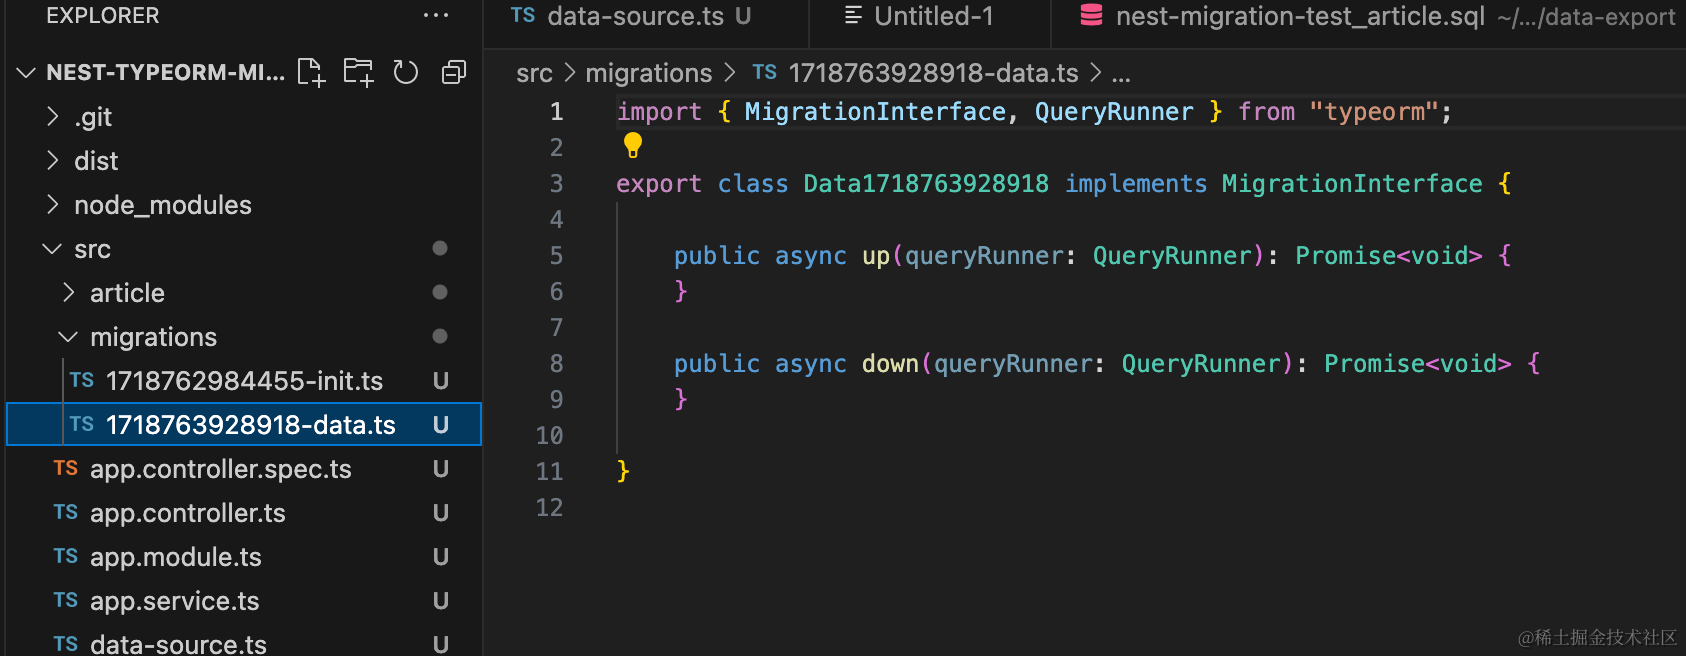 EXPLORER
NEST-TYPEORM-MI...
.git
dist
node_modules
src
article
migrations
TS 1718762984455-init.ts U
TS 1718763928918-data.ts U
TS app.controller.spec.ts U
TS app.controller.ts U
TS app.module.ts U
TS app.service.ts U
TS data-source.ts U
TS data-source.ts U
Untitled-1
nest-migration-test_article.sql ~/.../data-export
src > migrations > TS 1718763928918-data.ts > ...
1 import { MigrationInterface, QueryRunner } from "typeorm";
2
3 export class Data1718763928918 implements MigrationInterface {
4
5 public async up(queryRunner: QueryRunner): Promise<void> {
6 }
7
8 public async down(queryRunner: QueryRunner): Promise<void> {
9 }
10
11 }
12
@稀土掘金技术社区